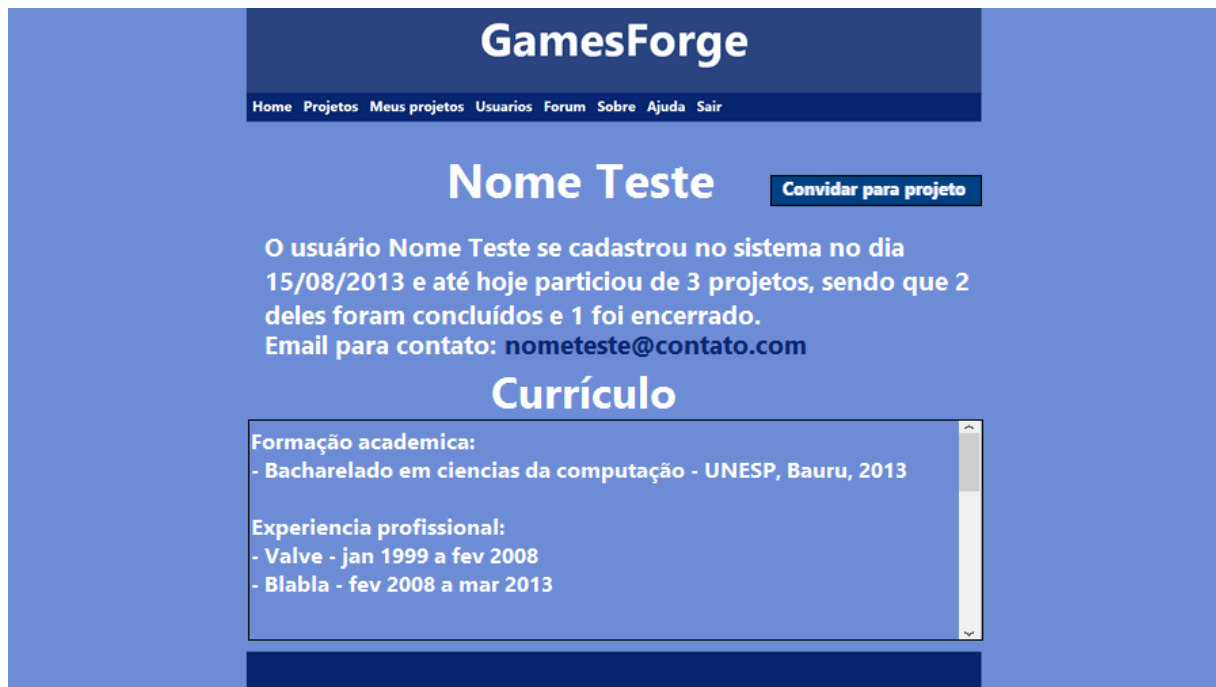 GamesForge
Home Projetos Meus projetos Usuarios Forum Sobre Ajuda Sair
Nome Teste
Convidar para projeto
O usuário Nome Teste se cadastrou no sistema no dia
15/08/2013 e até hoje particiou de 3 projetos, sendo que 2
deles foram concluídos e 1 foi encerrado.
Email para contato: nometeste@contato.com
Currículo
Formação academica:
- Bacharelado em ciencias da computação - UNESP, Bauru, 2013
Experiencia profissional:
- Valve - jan 1999 a fev 2008
- Blabla - fev 2008 a mar 2013